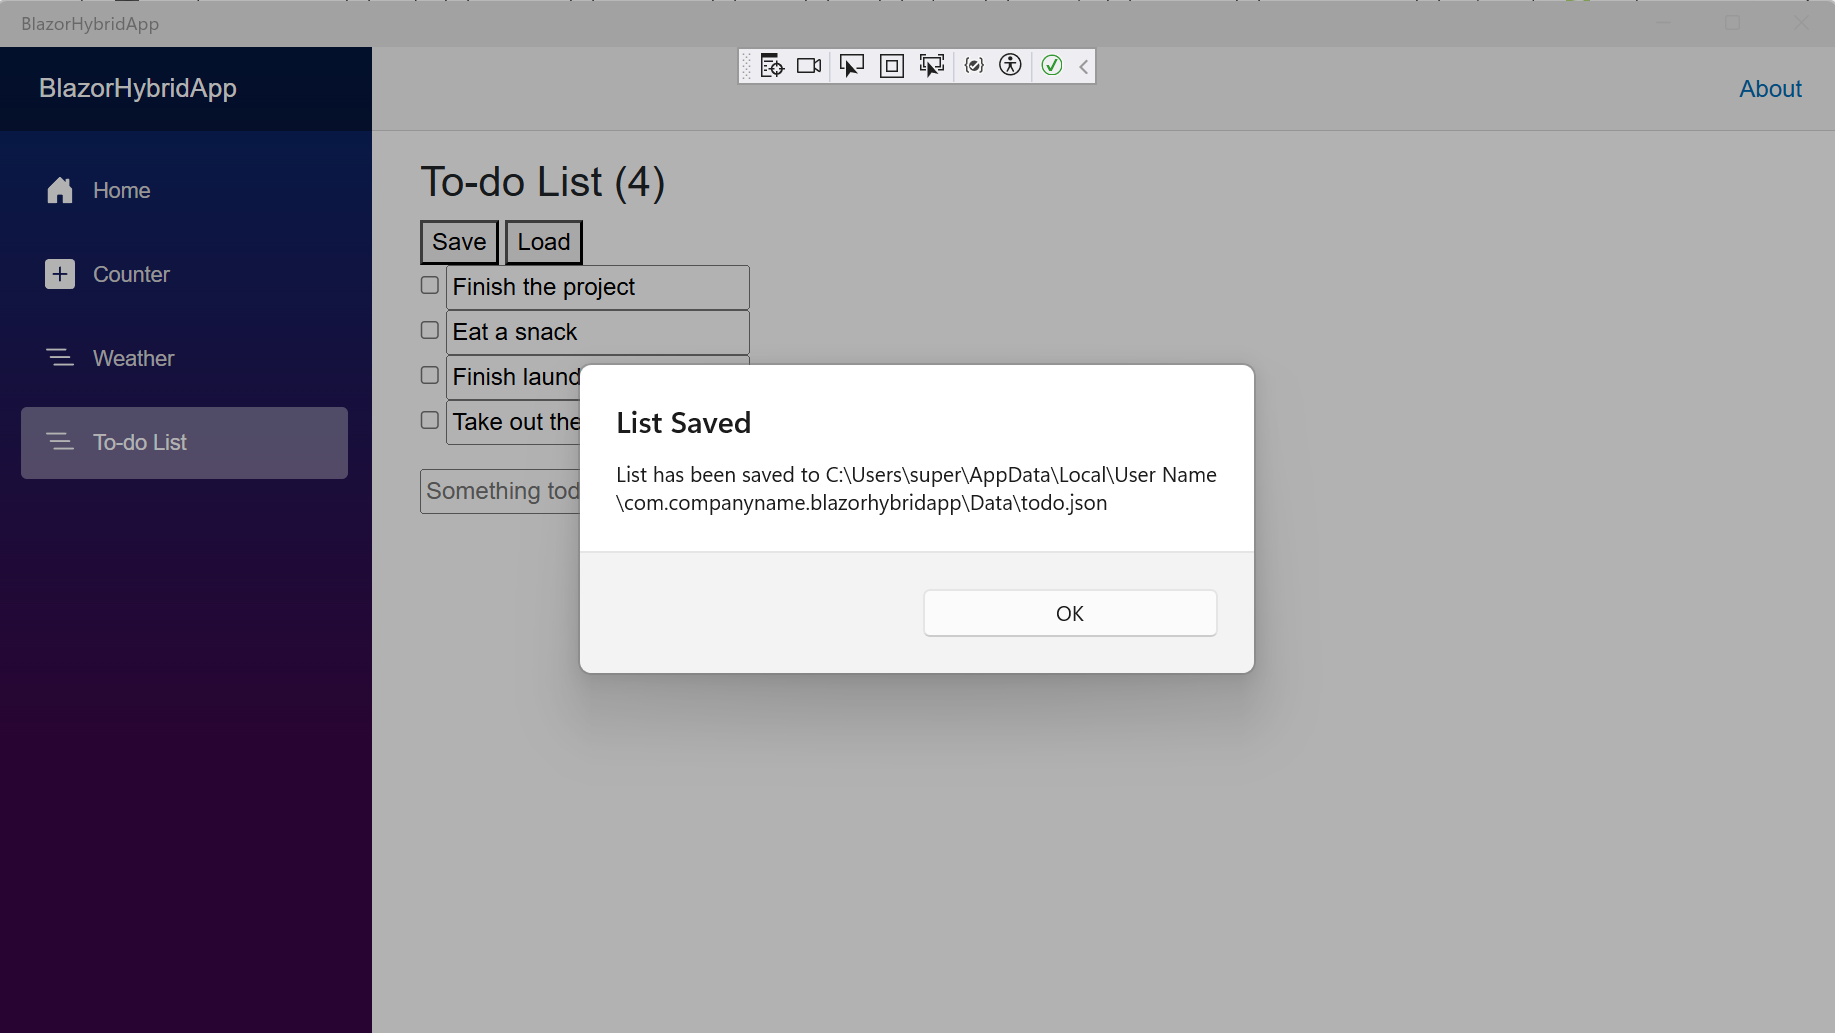 BlazorHybridApp
BlazorHybridApp
About
Home
Counter
Weather
To-do List
To-do List (4)
Save Load
Finish the project
Eat a snack
Finish laund
Take out the
Something tod
List Saved
List has been saved to C:\Users\super\AppData\Local\User Name
\com.companyname.blazorhybridapp\Data\todo.json
OK